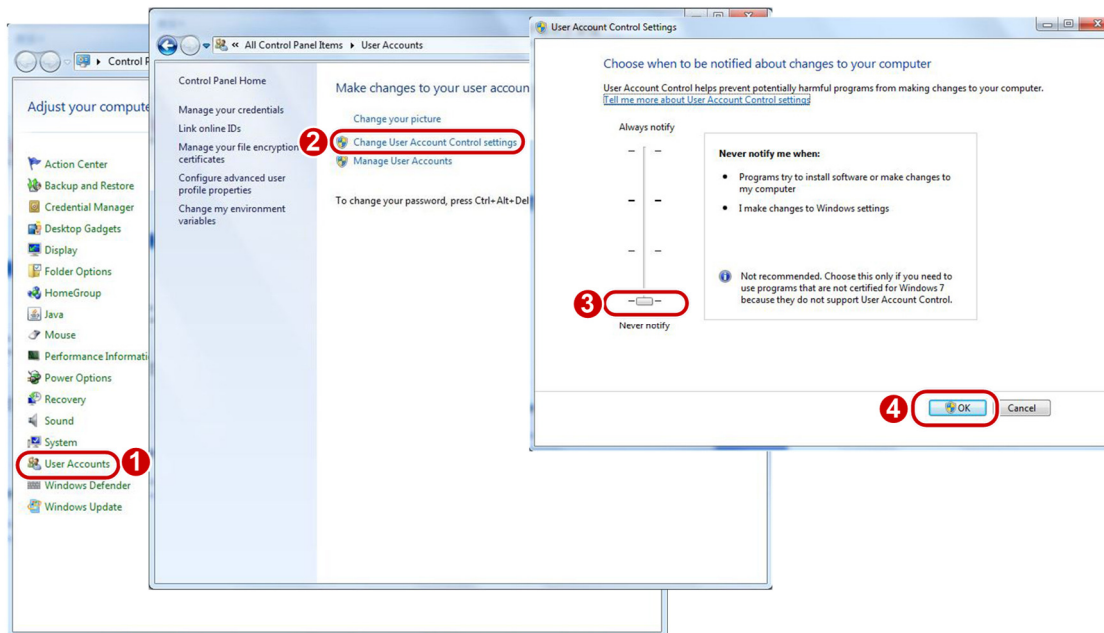 Control P
Adjust your compute
Action Center
Backup and Restore
Credential Manager
Desktop Gadgets
Display
Folder Options
HomeGroup
Java
Mouse
Performance Informati
Power Options
Recovery
Sound
System
User Accounts
1
Windows Defender
Windows Update
« All Control Panel Items ▸ User Accounts
Control Panel Home
Manage your credentials
Link online IDs
Manage your file encryption
certificates
Configure advanced user
profile properties
Change my environment
variables
Make changes to your user accoun
Change your picture
2
Change User Account Control settings
Manage User Accounts
To change your password, press Ctrl+Alt+Del
User Account Control Settings
Choose when to be notified about changes to your computer
User Account Control helps prevent potentially harmful programs from making changes to your computer.
Tell me more about User Account Control settings
Always notify
3
Never notify
Never notify me when:
• Programs try to install software or make changes to
my computer
• I make changes to Windows settings
Not recommended. Choose this only if you need to
use programs that are not certified for Windows 7
because they do not support User Account Control.
4
OK
Cancel